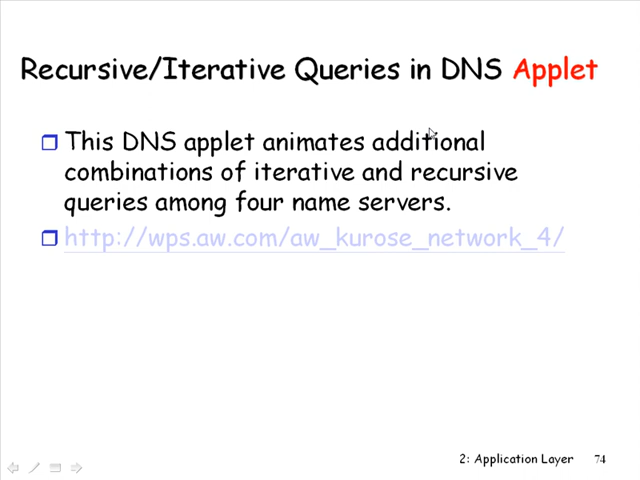 Recursive/Iterative Queries in DNS Applet
This DNS applet animates additional
combinations of iterative and recursive
queries among four name servers.
http://wps.aw.com/aw_kurose_network_4/
2: Application Layer 74